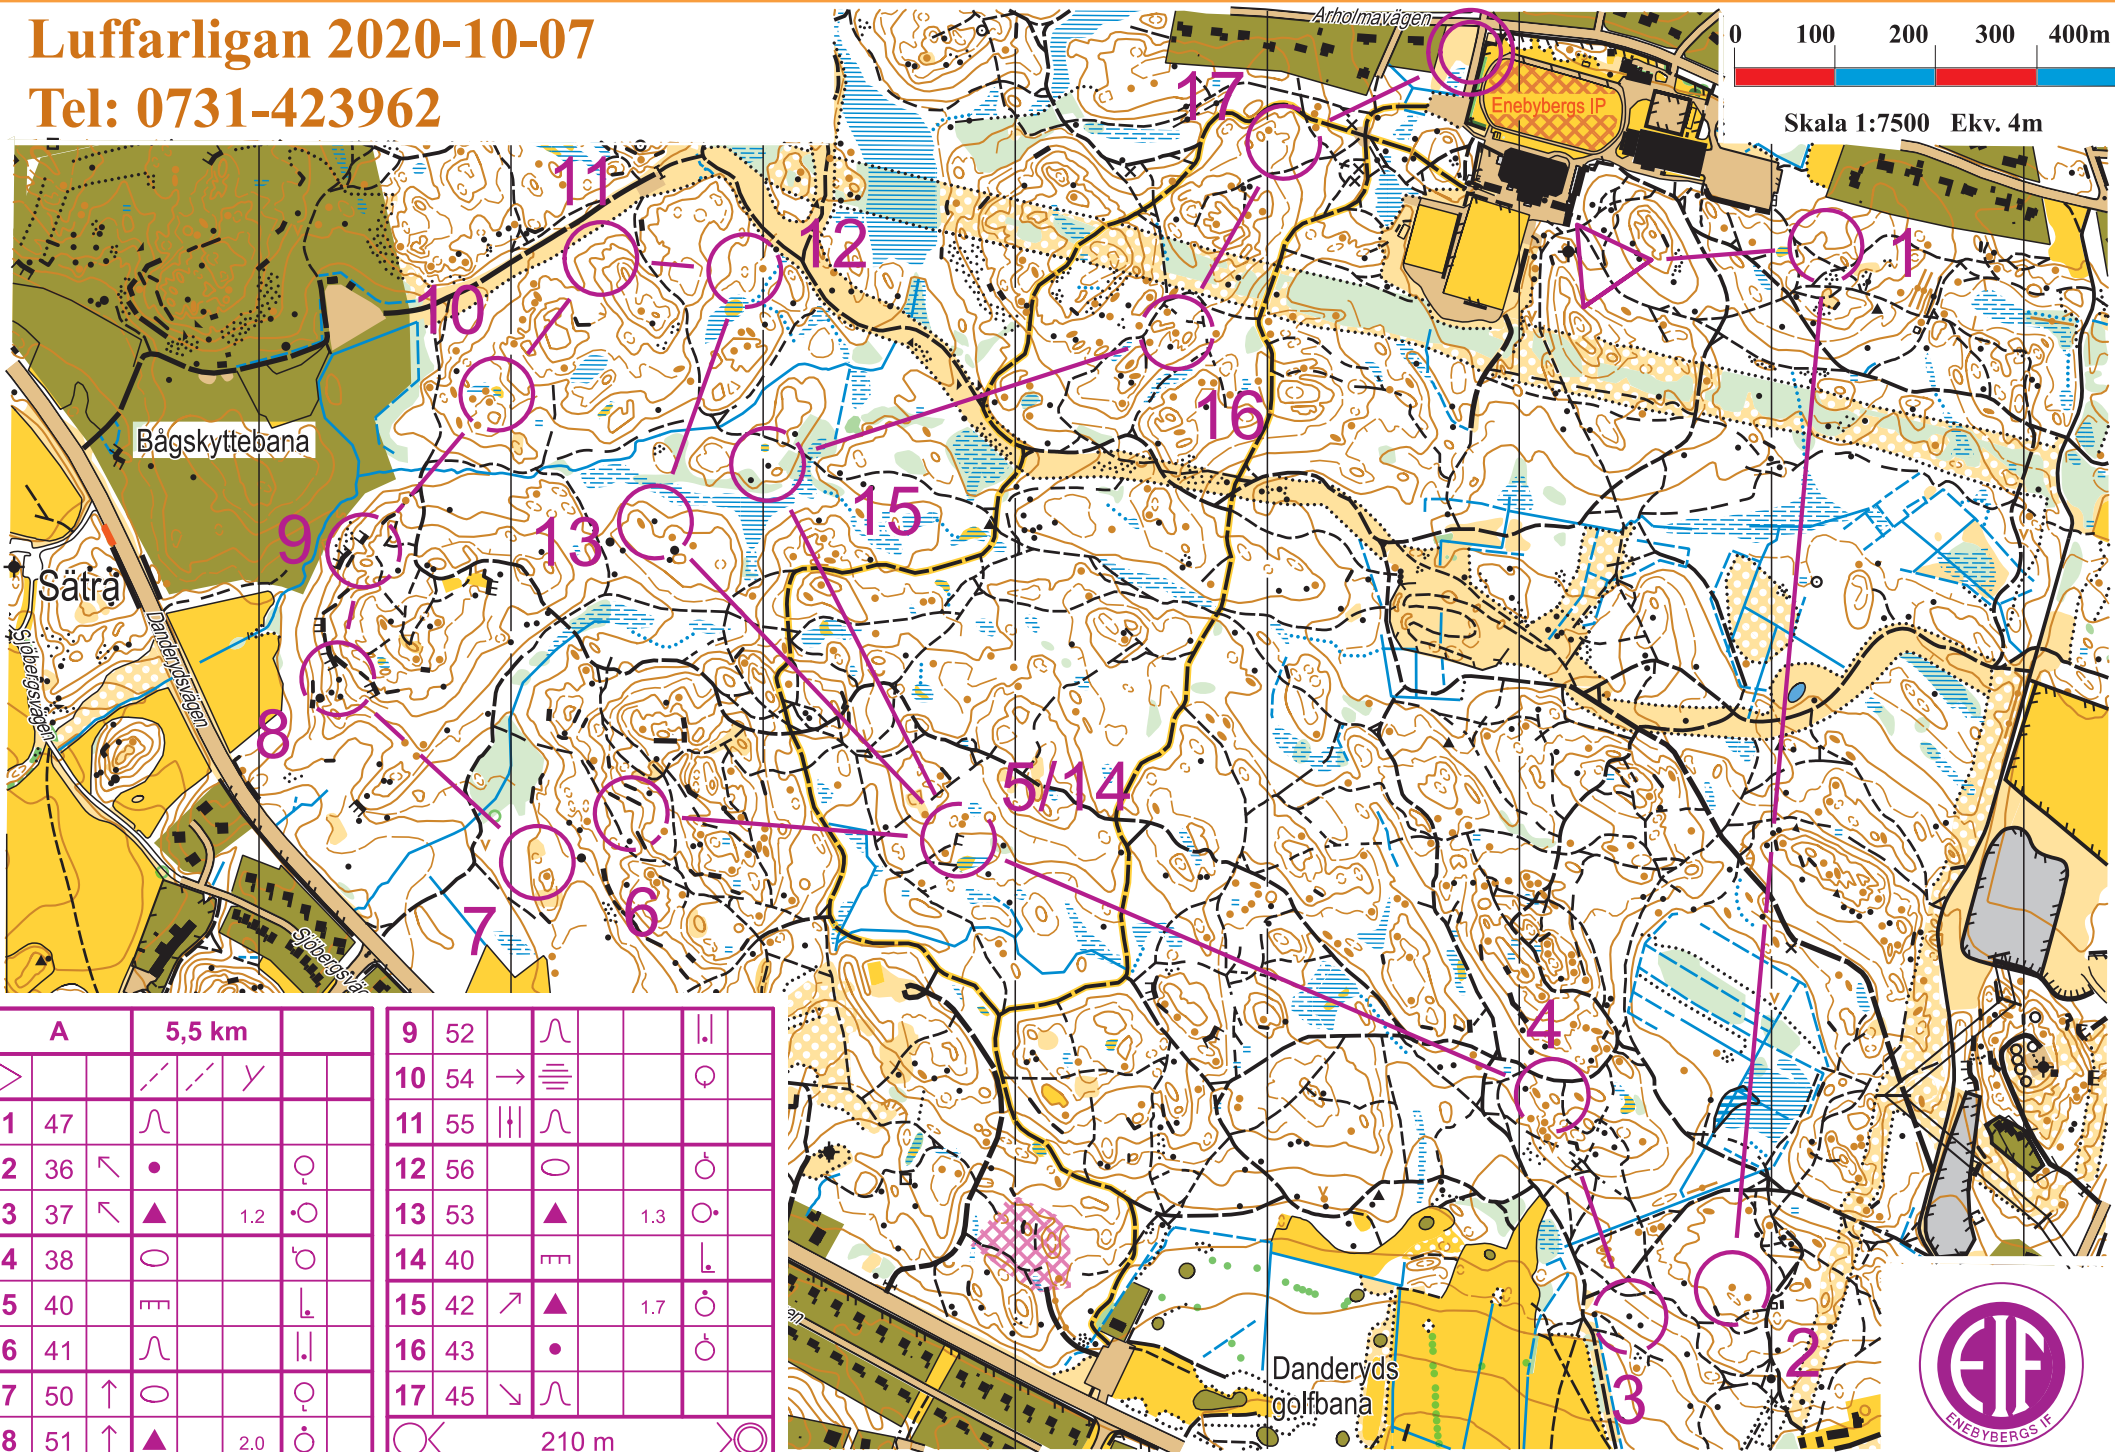 Luffarligan 2020-10-07
Tel: 0731-423962
Arholmavägen
0 100 200 300 400m
Skala 1:7500 Ekv. 4m
Enebybergs IP
17
11
12
1
10
16
Bågskyttebana
9
13
15
Sätra
Danderydsvägen
Sjöbergsvägen
8
5/14
6
7
Sjöbergsvä
4
A 5,5 km
1 47
2 36
3 37 1.2
4 38
5 40
6 41
7 50
8 51 2.0
9 52
10 54
11 55
12 56
13 53 1.3
14 40
15 42 1.7
16 43
17 45
210 m
en
Danderyds
golfbana
2
3
EIF
ENEBYBERGS IF